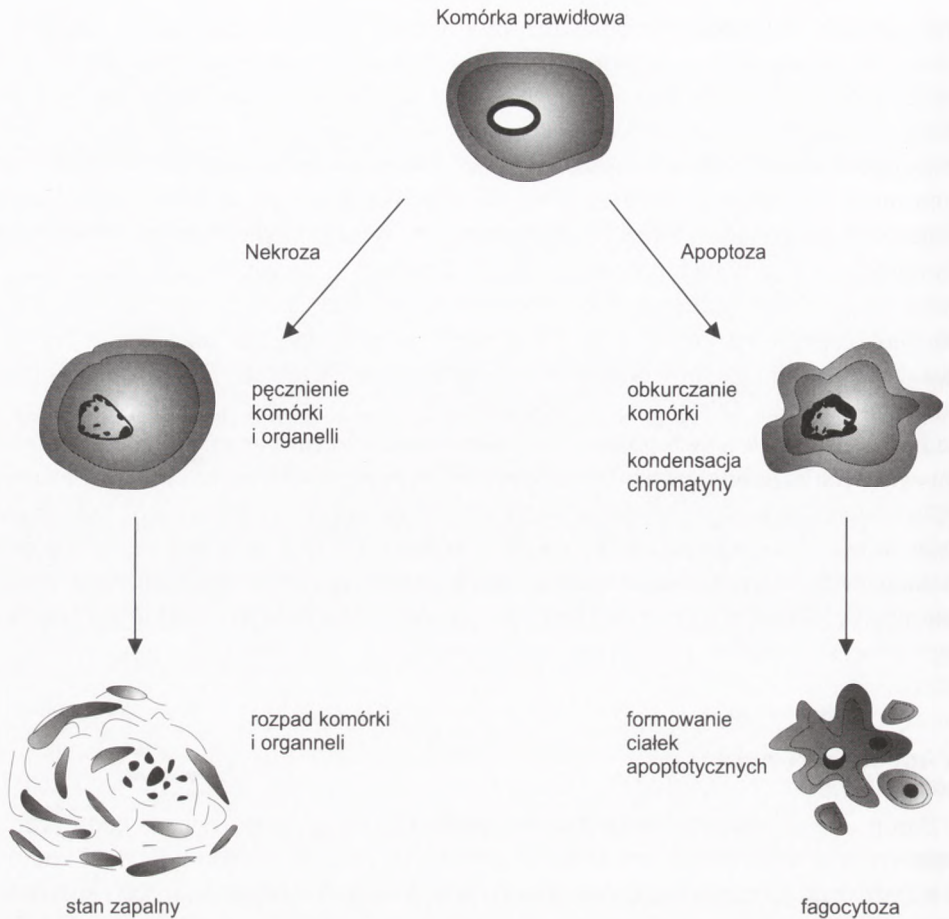 Komórka prawidłowa
Nekroza
Apoptoza
pęcznienie
komórki
i organelli
obkurczanie
komórki
kondensacja
chromatyny
rozpad komórki
i organneli
formowanie
ciałek
apoptotycznych
stan zapalny
fagocytoza